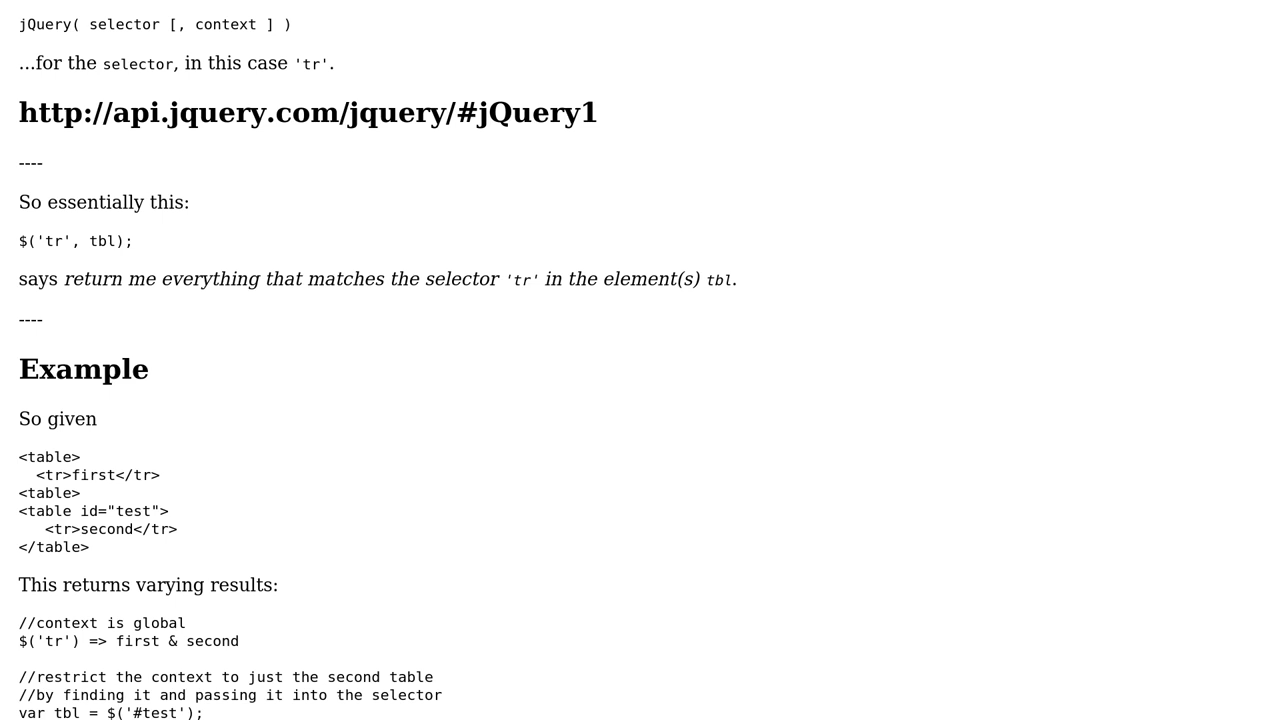 jQuery( selector [, context ] )
...for the selector, in this case 'tr'.
http://api.jquery.com/jquery/#jQuery1
----
So essentially this:
$('tr', tbl);
says return me everything that matches the selector 'tr' in the element(s) tbl.
----
Example
So given
<table>
  <tr>first</tr>
<table>
<table id="test">
   <tr>second</tr>
</table>
This returns varying results:
//context is global
$('tr') => first & second
//restrict the context to just the second table
//by finding it and passing it into the selector
var tbl = $('#test');